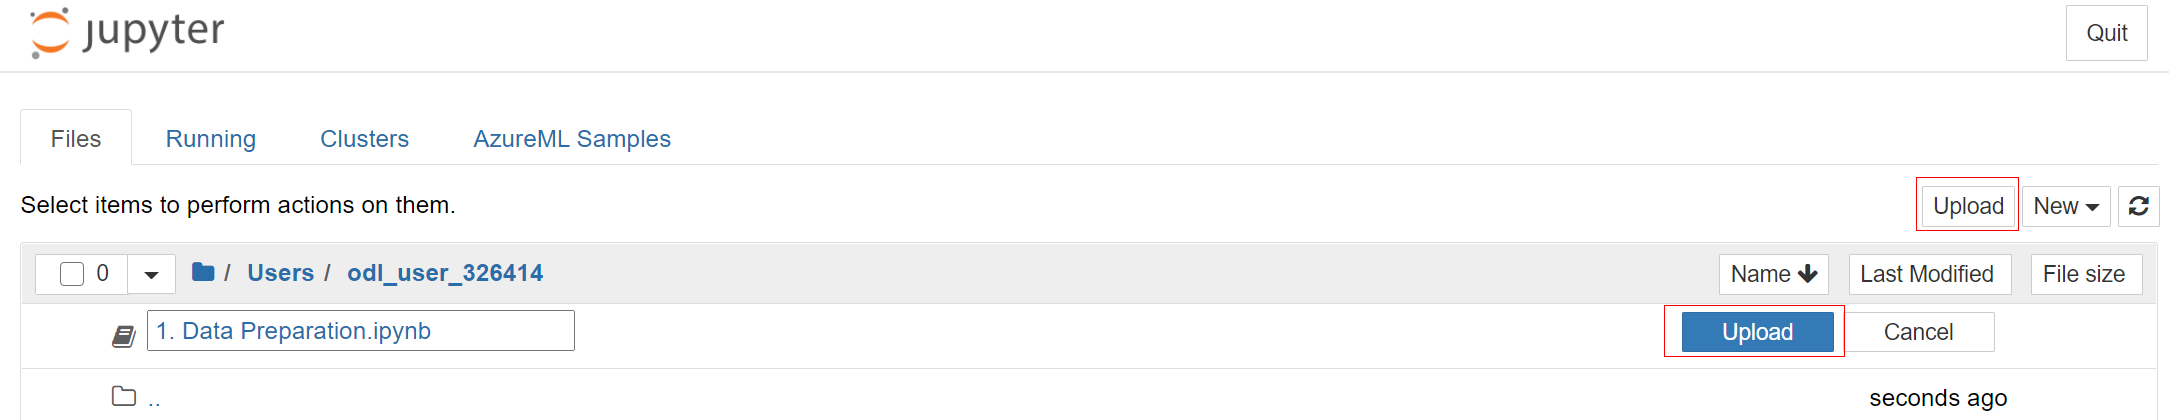 jupyter Quit
Files Running Clusters AzureML Samples
Select items to perform actions on them. Upload New
0 / Users / odl_user_326414 Name Last Modified File size
1. Data Preparation.ipynb Upload Cancel
.. seconds ago